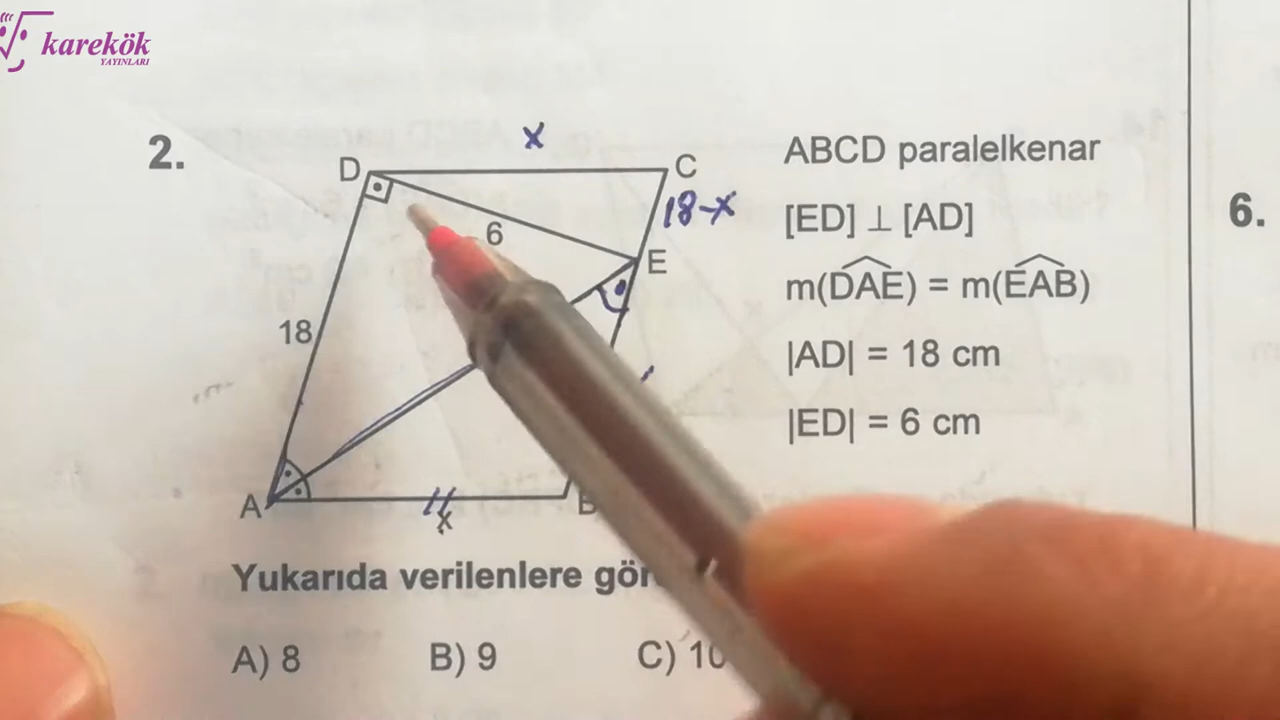 karekök
YAYINLARI
2.
x
D
C
18-x
6
E
18
A
x
ABCD paralelkenar
[ED] ⊥ [AD]
m(DAE) = m(EAB)
|AD| = 18 cm
|ED| = 6 cm
Yukarıda verilenlere
A) 8 B) 9 C) 10
6.